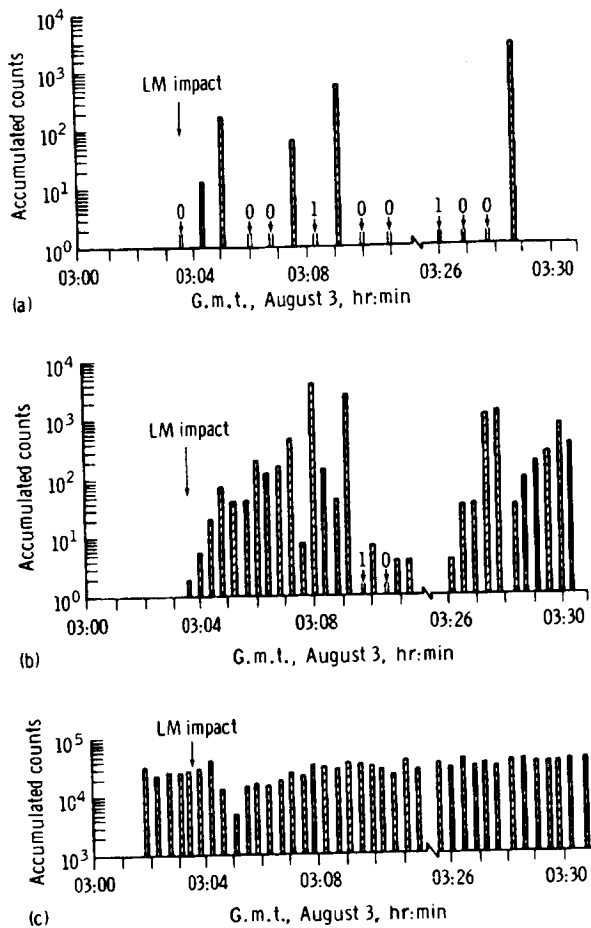 10⁴
10³
10²
10¹
10⁰
Accumulated counts
LM impact
0 0 0 1 0 0 1 0 0
03:00 03:04 03:08 03:26 03:30
(a) G.m.t., August 3, hr:min
10⁴
10³
10²
10¹
10⁰
Accumulated counts
LM impact
1 0
03:00 03:04 03:08 03:26 03:30
(b) G.m.t., August 3, hr:min
10⁵
10⁴
10³
Accumulated counts
LM impact
03:00 03:04 03:08 03:26 03:30
(c) G.m.t., August 3, hr:min